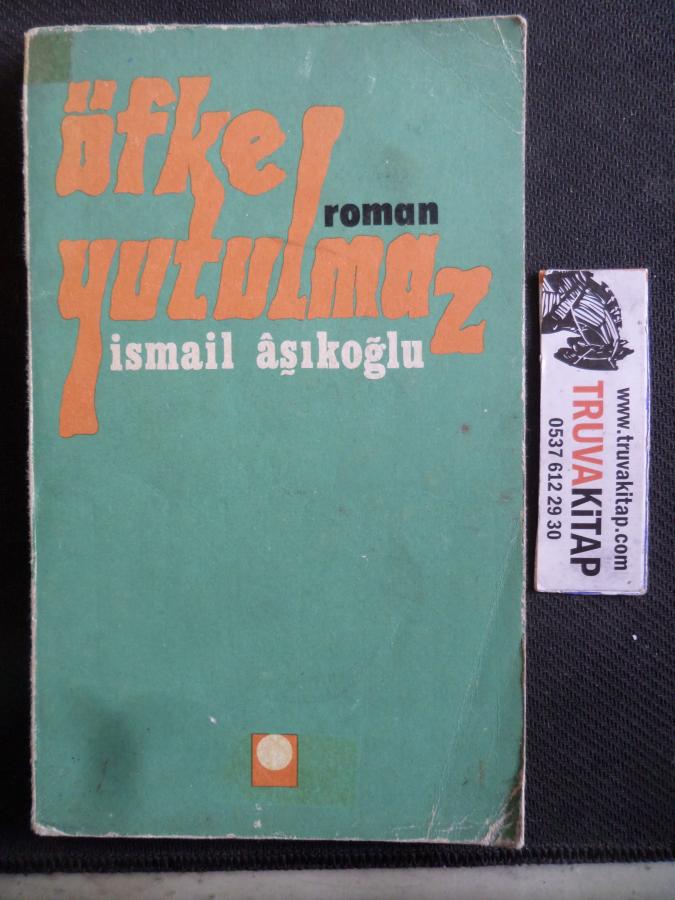 öfke
roman
yutulmaz
ismail âşıkoğlu
www.truvakitap.com
TRUVAKiTAP
0537 612 29 30